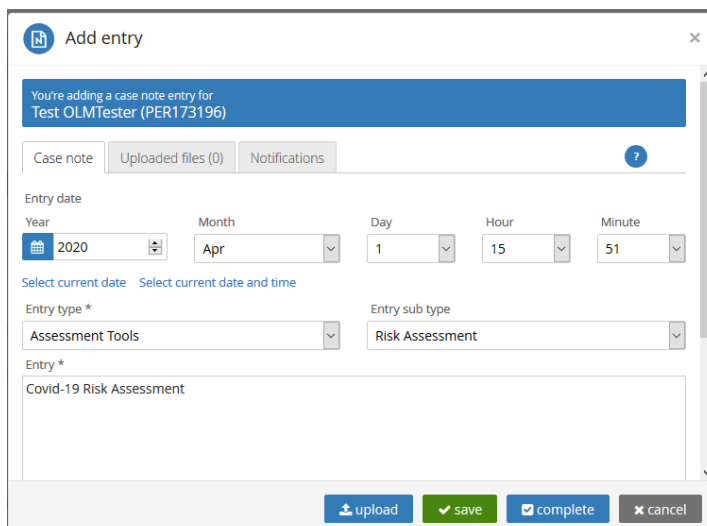 Add entry
You're adding a case note entry for
Test OLMTester (PER173196)
Case note Uploaded files (0) Notifications ?
Entry date
Year Month Day Hour Minute
2020 Apr 1 15 51
Select current date Select current date and time
Entry type * Entry sub type
Assessment Tools Risk Assessment
Entry *
Covid-19 Risk Assessment
upload save complete cancel